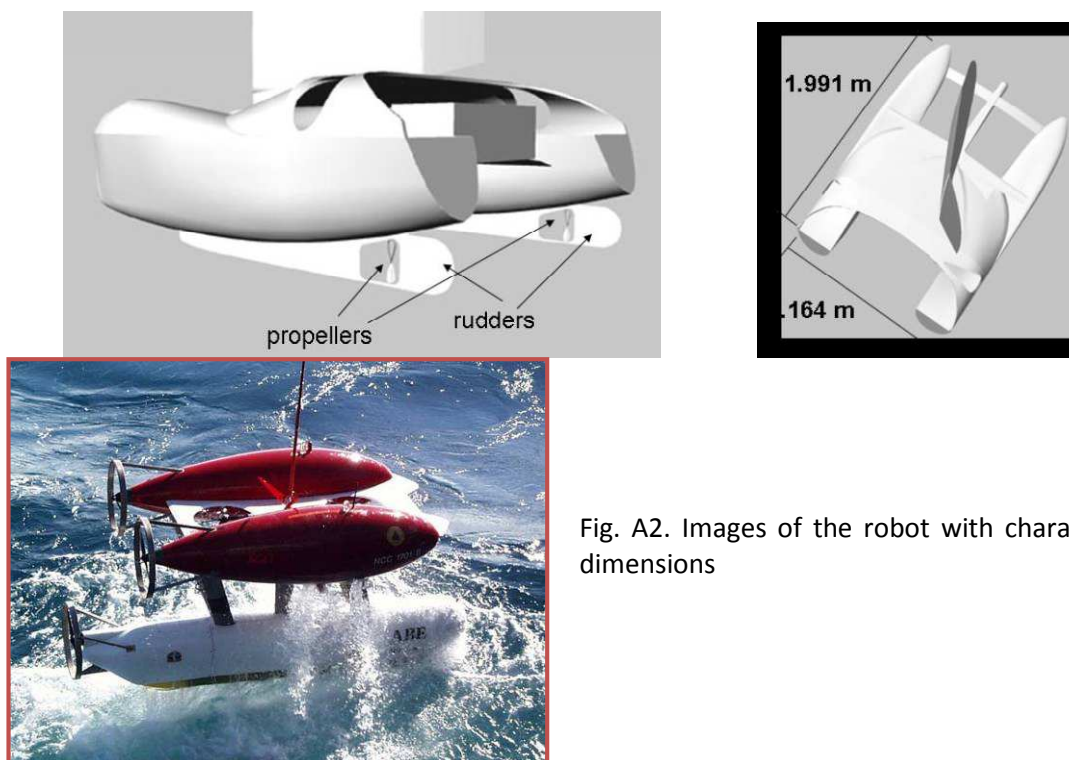 1.991 m
.164 m
propellers
rudders
ABE
Fig. A2. Images of the robot with chara
dimensions